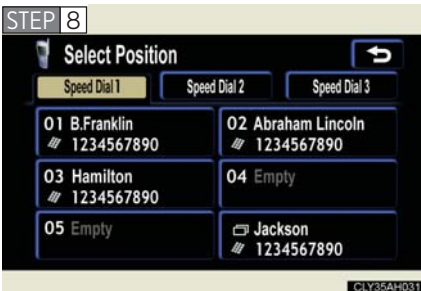 STEP 8
Select Position
Speed Dial 1 Speed Dial 2 Speed Dial 3
01 B.Franklin
1234567890
02 Abraham Lincoln
1234567890
03 Hamilton
1234567890
04 Empty
05 Empty
Jackson
1234567890
CLY35AH031